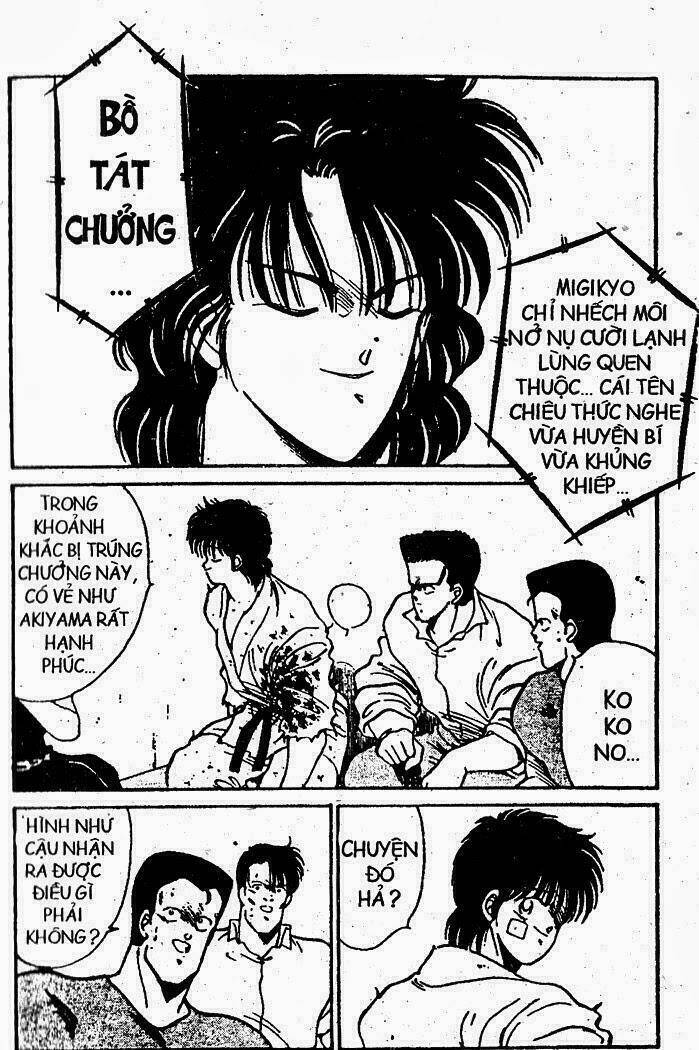 BỒ
TÁT
CHƯỞNG
...
MIGIKYO
CHỈ NHẾCH MÔI
NỞ NỤ CƯỜI LẠNH
LÙNG QUEN
THUỘC... CÁI TÊN
CHIÊU THỨC NGHE
VỪA HUYỀN BÍ
VỪA KHỦNG
KHIẾP...
TRONG
KHOẢNH
KHẮC BỊ TRÚNG
CHƯỞNG NÀY,
CÓ VẺ NHƯ
AKIYAMA RẤT
HẠNH
PHÚC...
KO
KO
NO...
HÌNH NHƯ
CẬU NHẬN
RA ĐƯỢC
ĐIỀU GÌ
PHẢI
KHÔNG?
CHUYỆN
ĐÓ
HẢ?